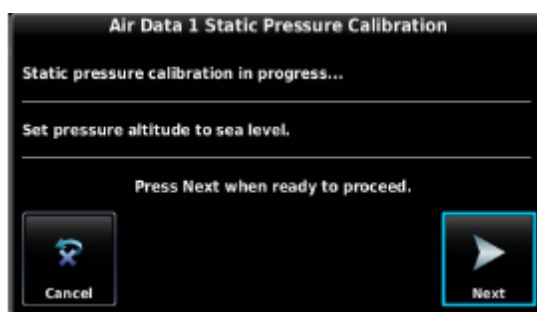 Air Data 1 Static Pressure Calibration
Static pressure calibration in progress...
Set pressure altitude to sea level.
Press Next when ready to proceed.
Cancel
Next